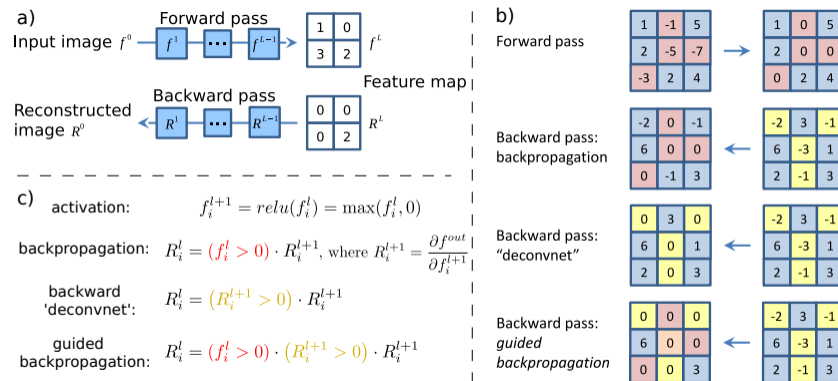 a)
Forward pass
Input image f^0
f^1 ... f^{L-1}
1 0
3 2
f^L
Feature map
Backward pass
Reconstructed
image R^0
R^1 ... R^{L-1}
0 0
0 2
R^L
c)
activation: f_i^{l+1} = relu(f_i^l) = max(f_i^l, 0)
backpropagation: R_i^l = (f_i^l > 0) · R_i^{l+1}, where R_i^{l+1} = ∂f^{out} / ∂f_i^{l+1}
backward
'deconvnet': R_i^l = (R_i^{l+1} > 0) · R_i^{l+1}
guided
backpropagation: R_i^l = (f_i^l > 0) · (R_i^{l+1} > 0) · R_i^{l+1}
b)
Forward pass
1 -1 5
2 -5 -7
-3 2 4
1 0 5
2 0 0
0 2 4
Backward pass:
backpropagation
-2 0 -1
6 0 0
0 -1 3
-2 3 -1
6 -3 1
2 -1 3
Backward pass:
“deconvnet”
0 3 0
6 0 1
2 0 3
-2 3 -1
6 -3 1
2 -1 3
Backward pass:
guided
backpropagation
0 0 0
6 0 0
0 0 3
-2 3 -1
6 -3 1
2 -1 3